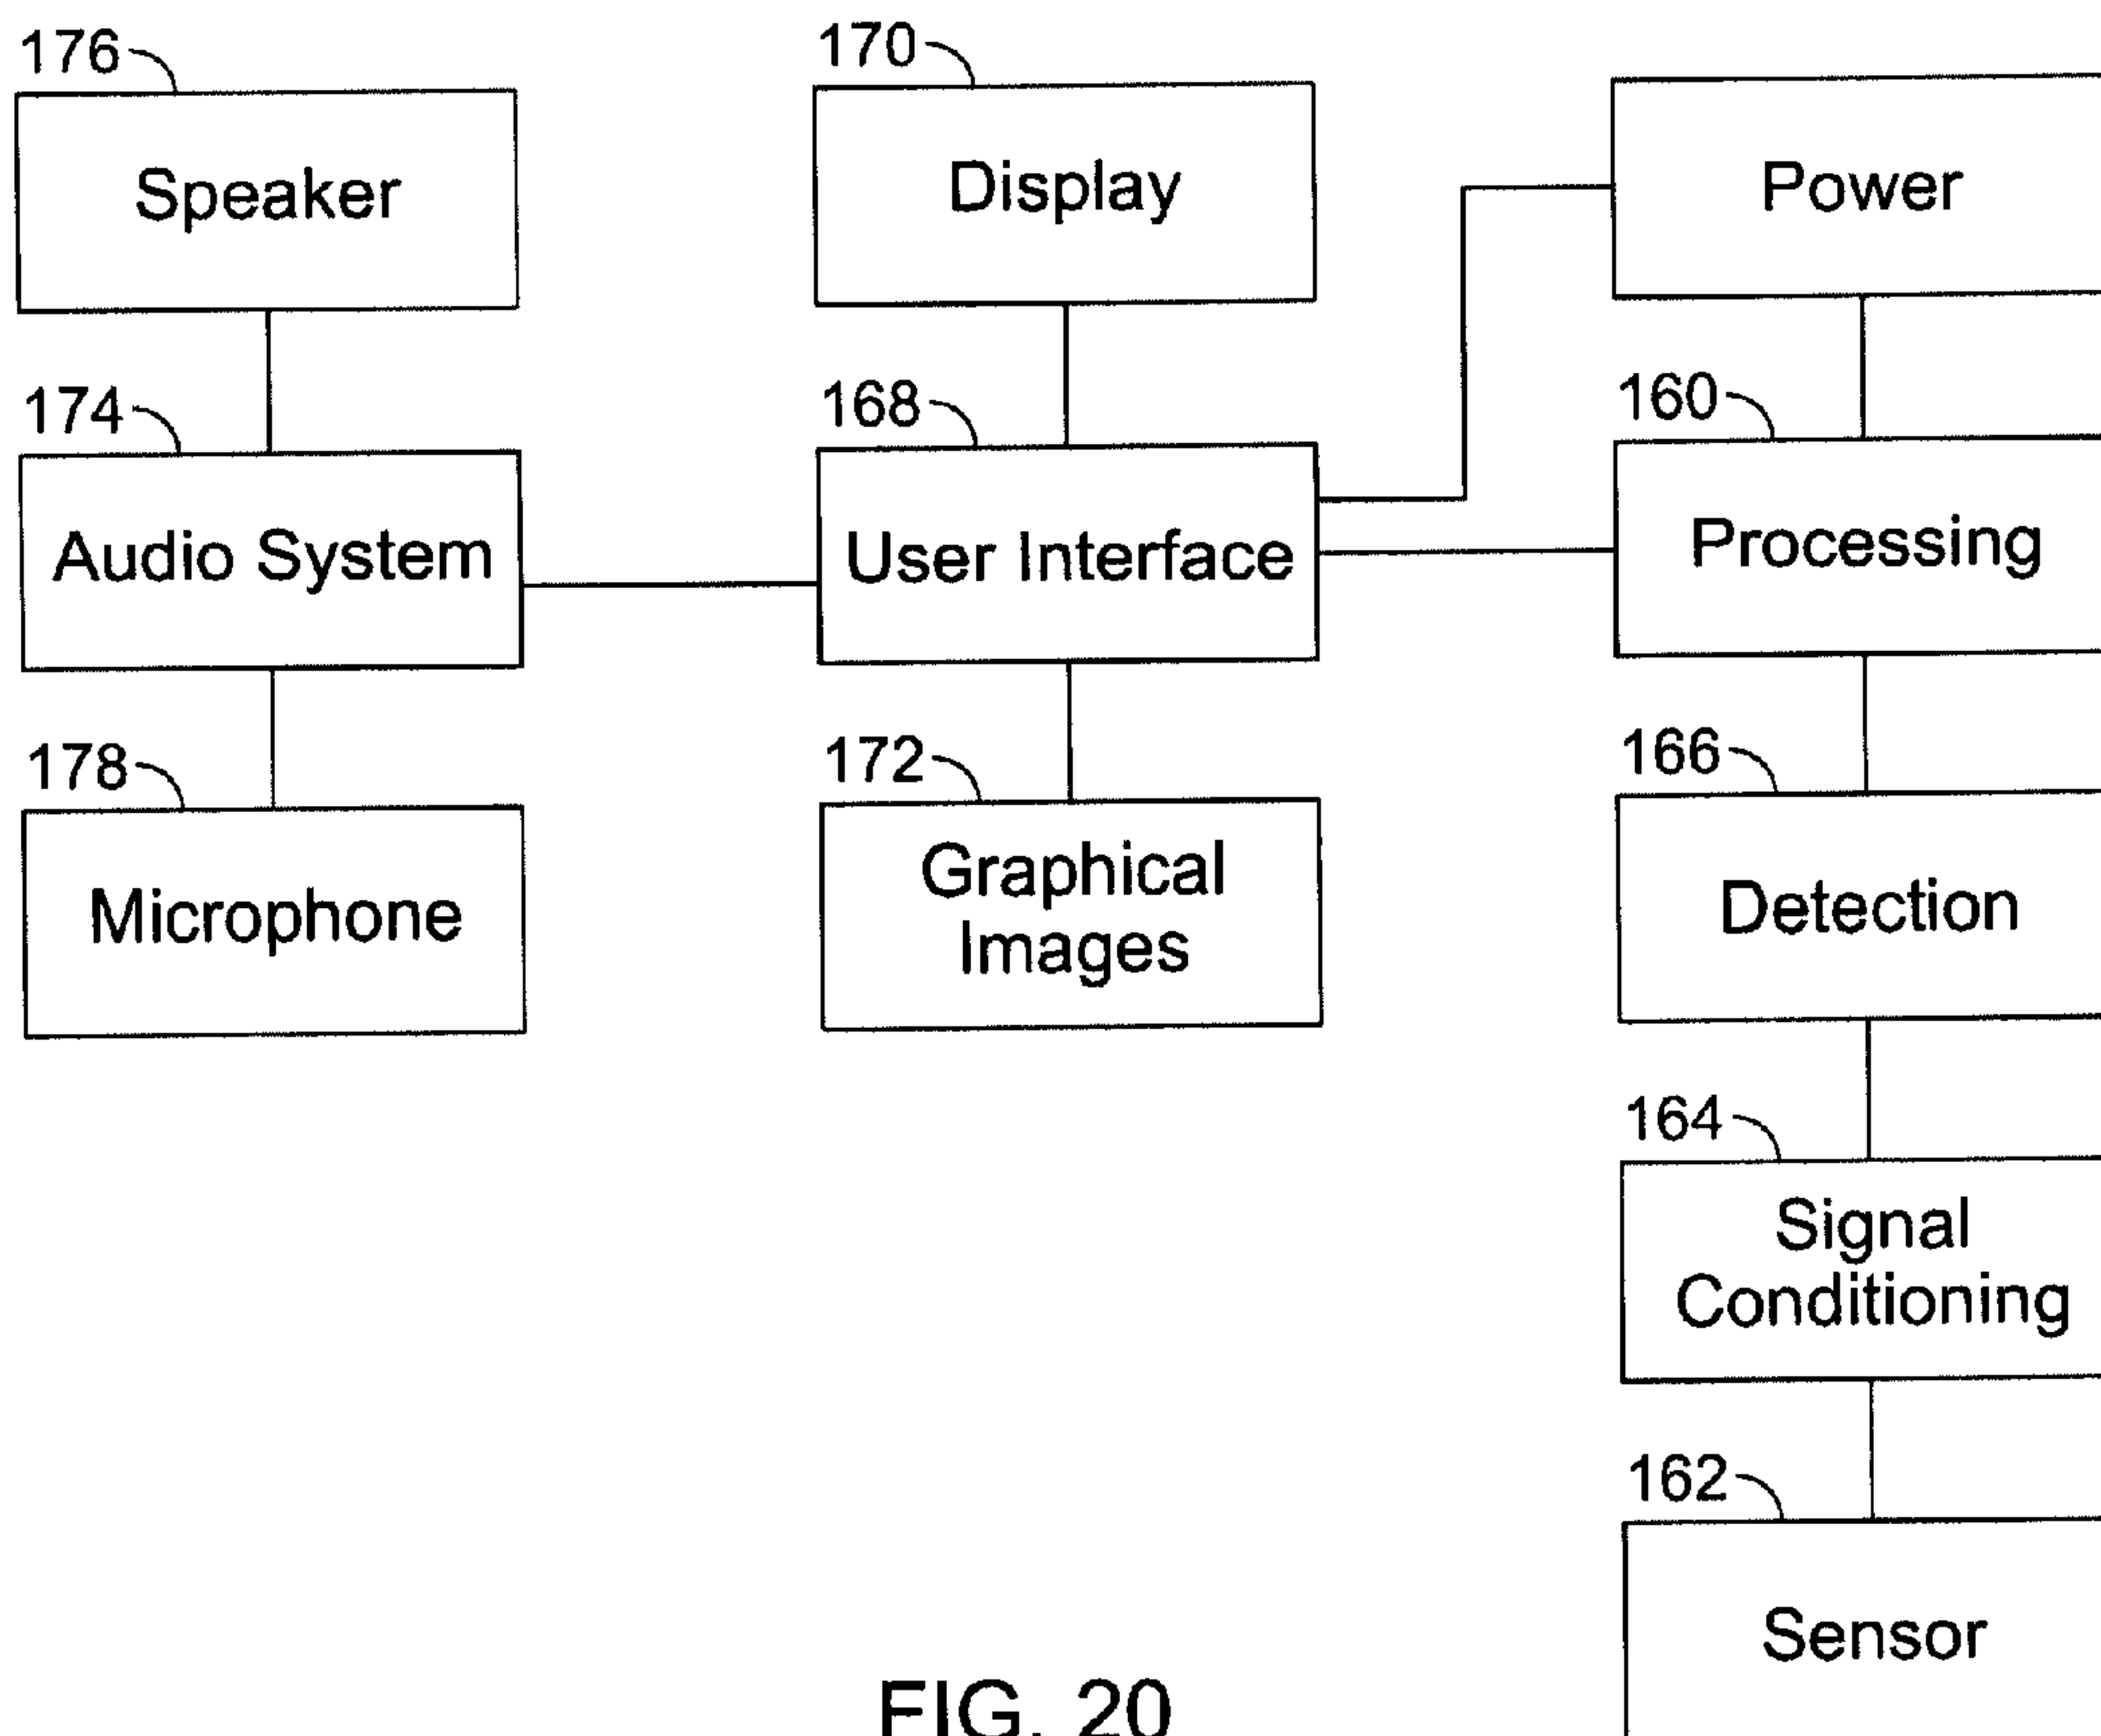 176
Speaker
170
Display
Power
174
Audio System
168
User Interface
160
Processing
178
Microphone
172
Graphical
Images
166
Detection
164
Signal
Conditioning
162
Sensor
FIG. 20